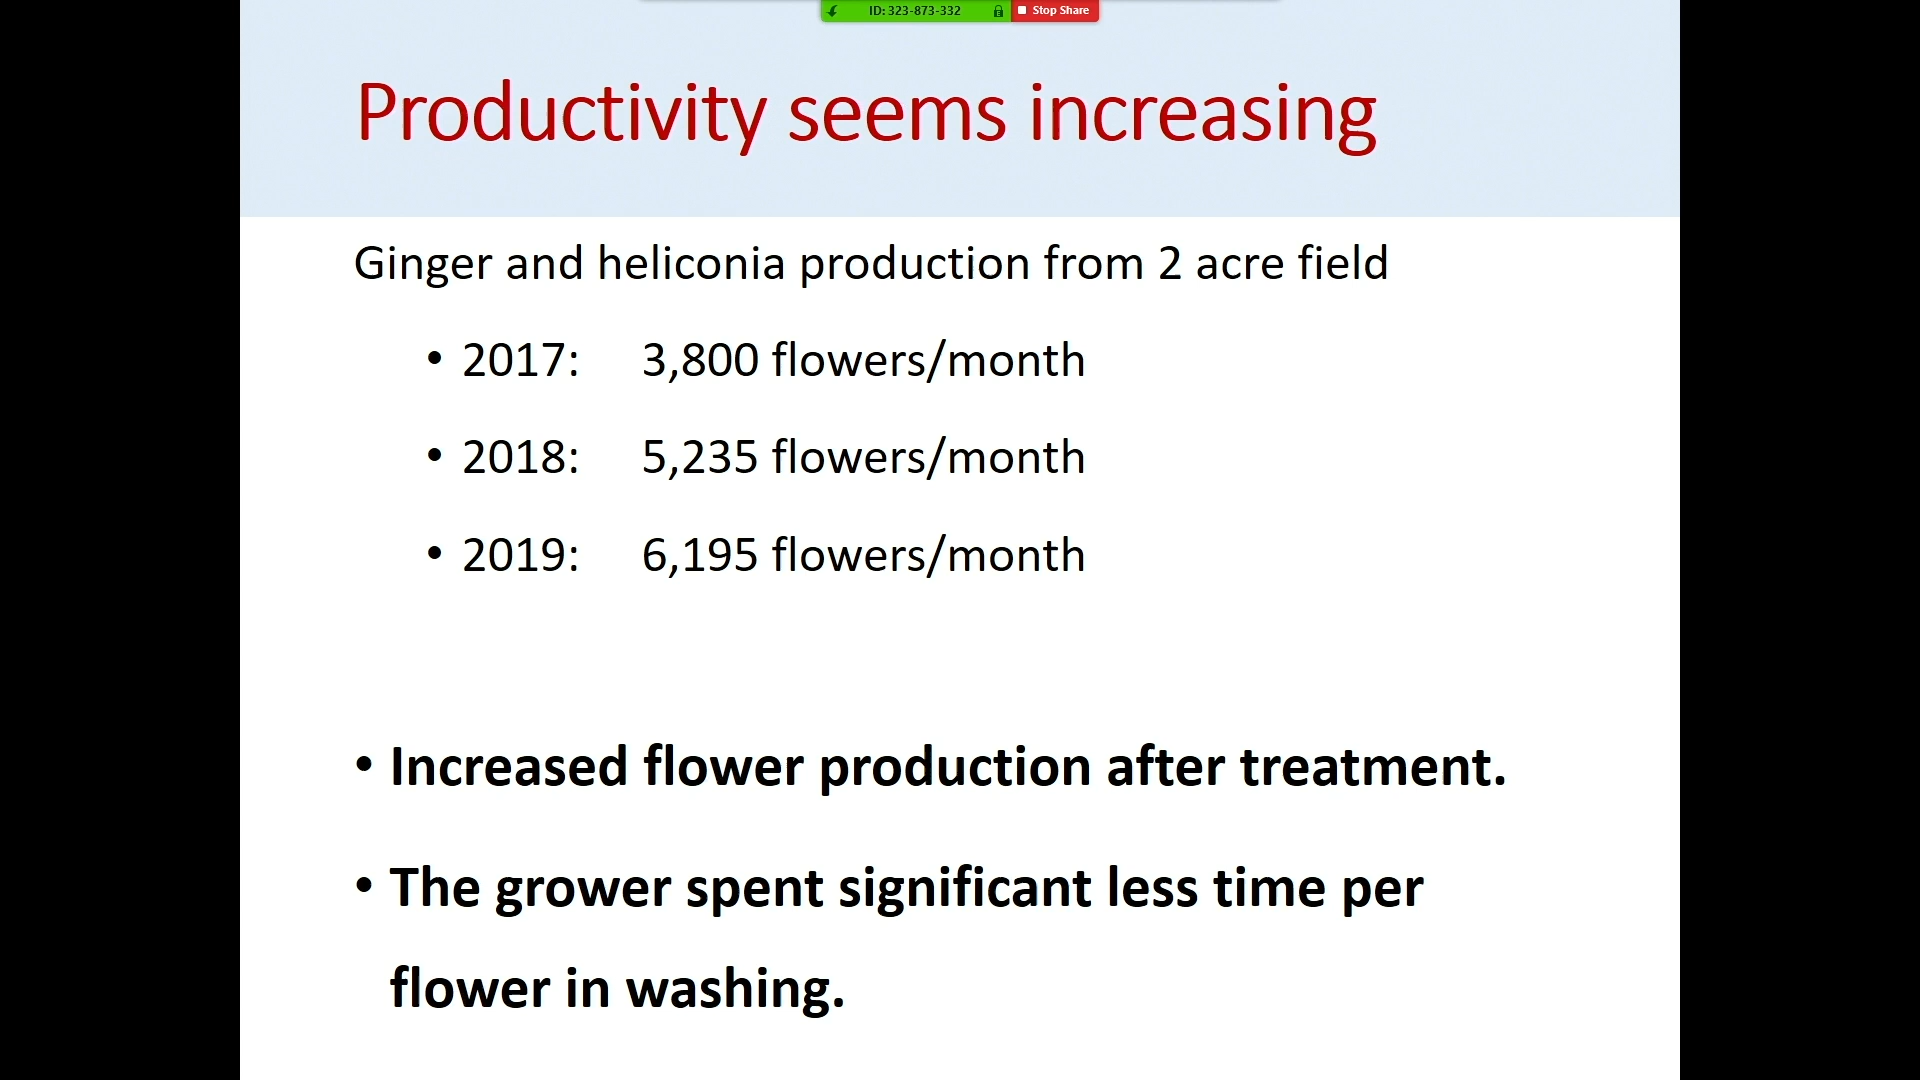 ID: 323-873-332 Stop Share
Productivity seems increasing
Ginger and heliconia production from 2 acre field
• 2017: 3,800 flowers/month
• 2018: 5,235 flowers/month
• 2019: 6,195 flowers/month
• Increased flower production after treatment.
• The grower spent significant less time per
flower in washing.